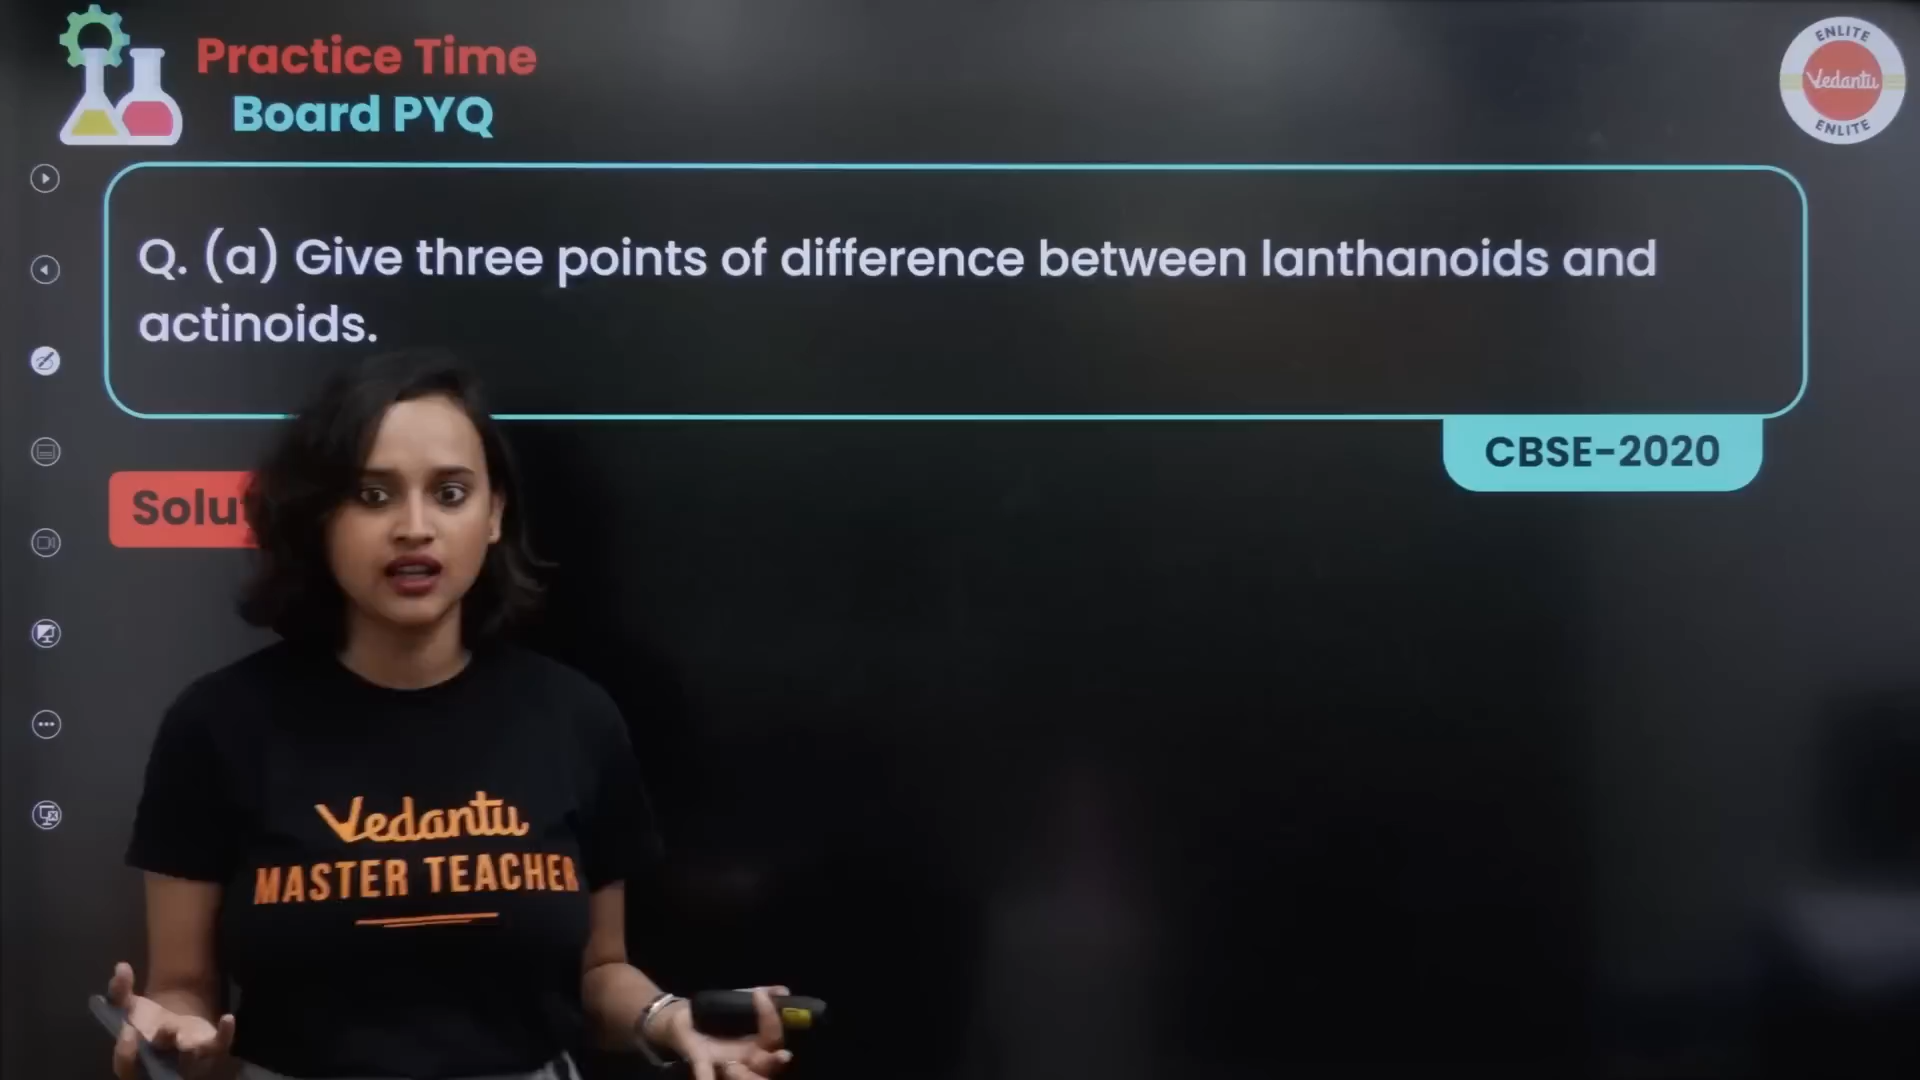 Practice Time
Board PYQ
ENLITE
Vedantu
ENLITE
Q. (a) Give three points of difference between lanthanoids and
actinoids.
CBSE-2020
Vedantu
MASTER TEACHER